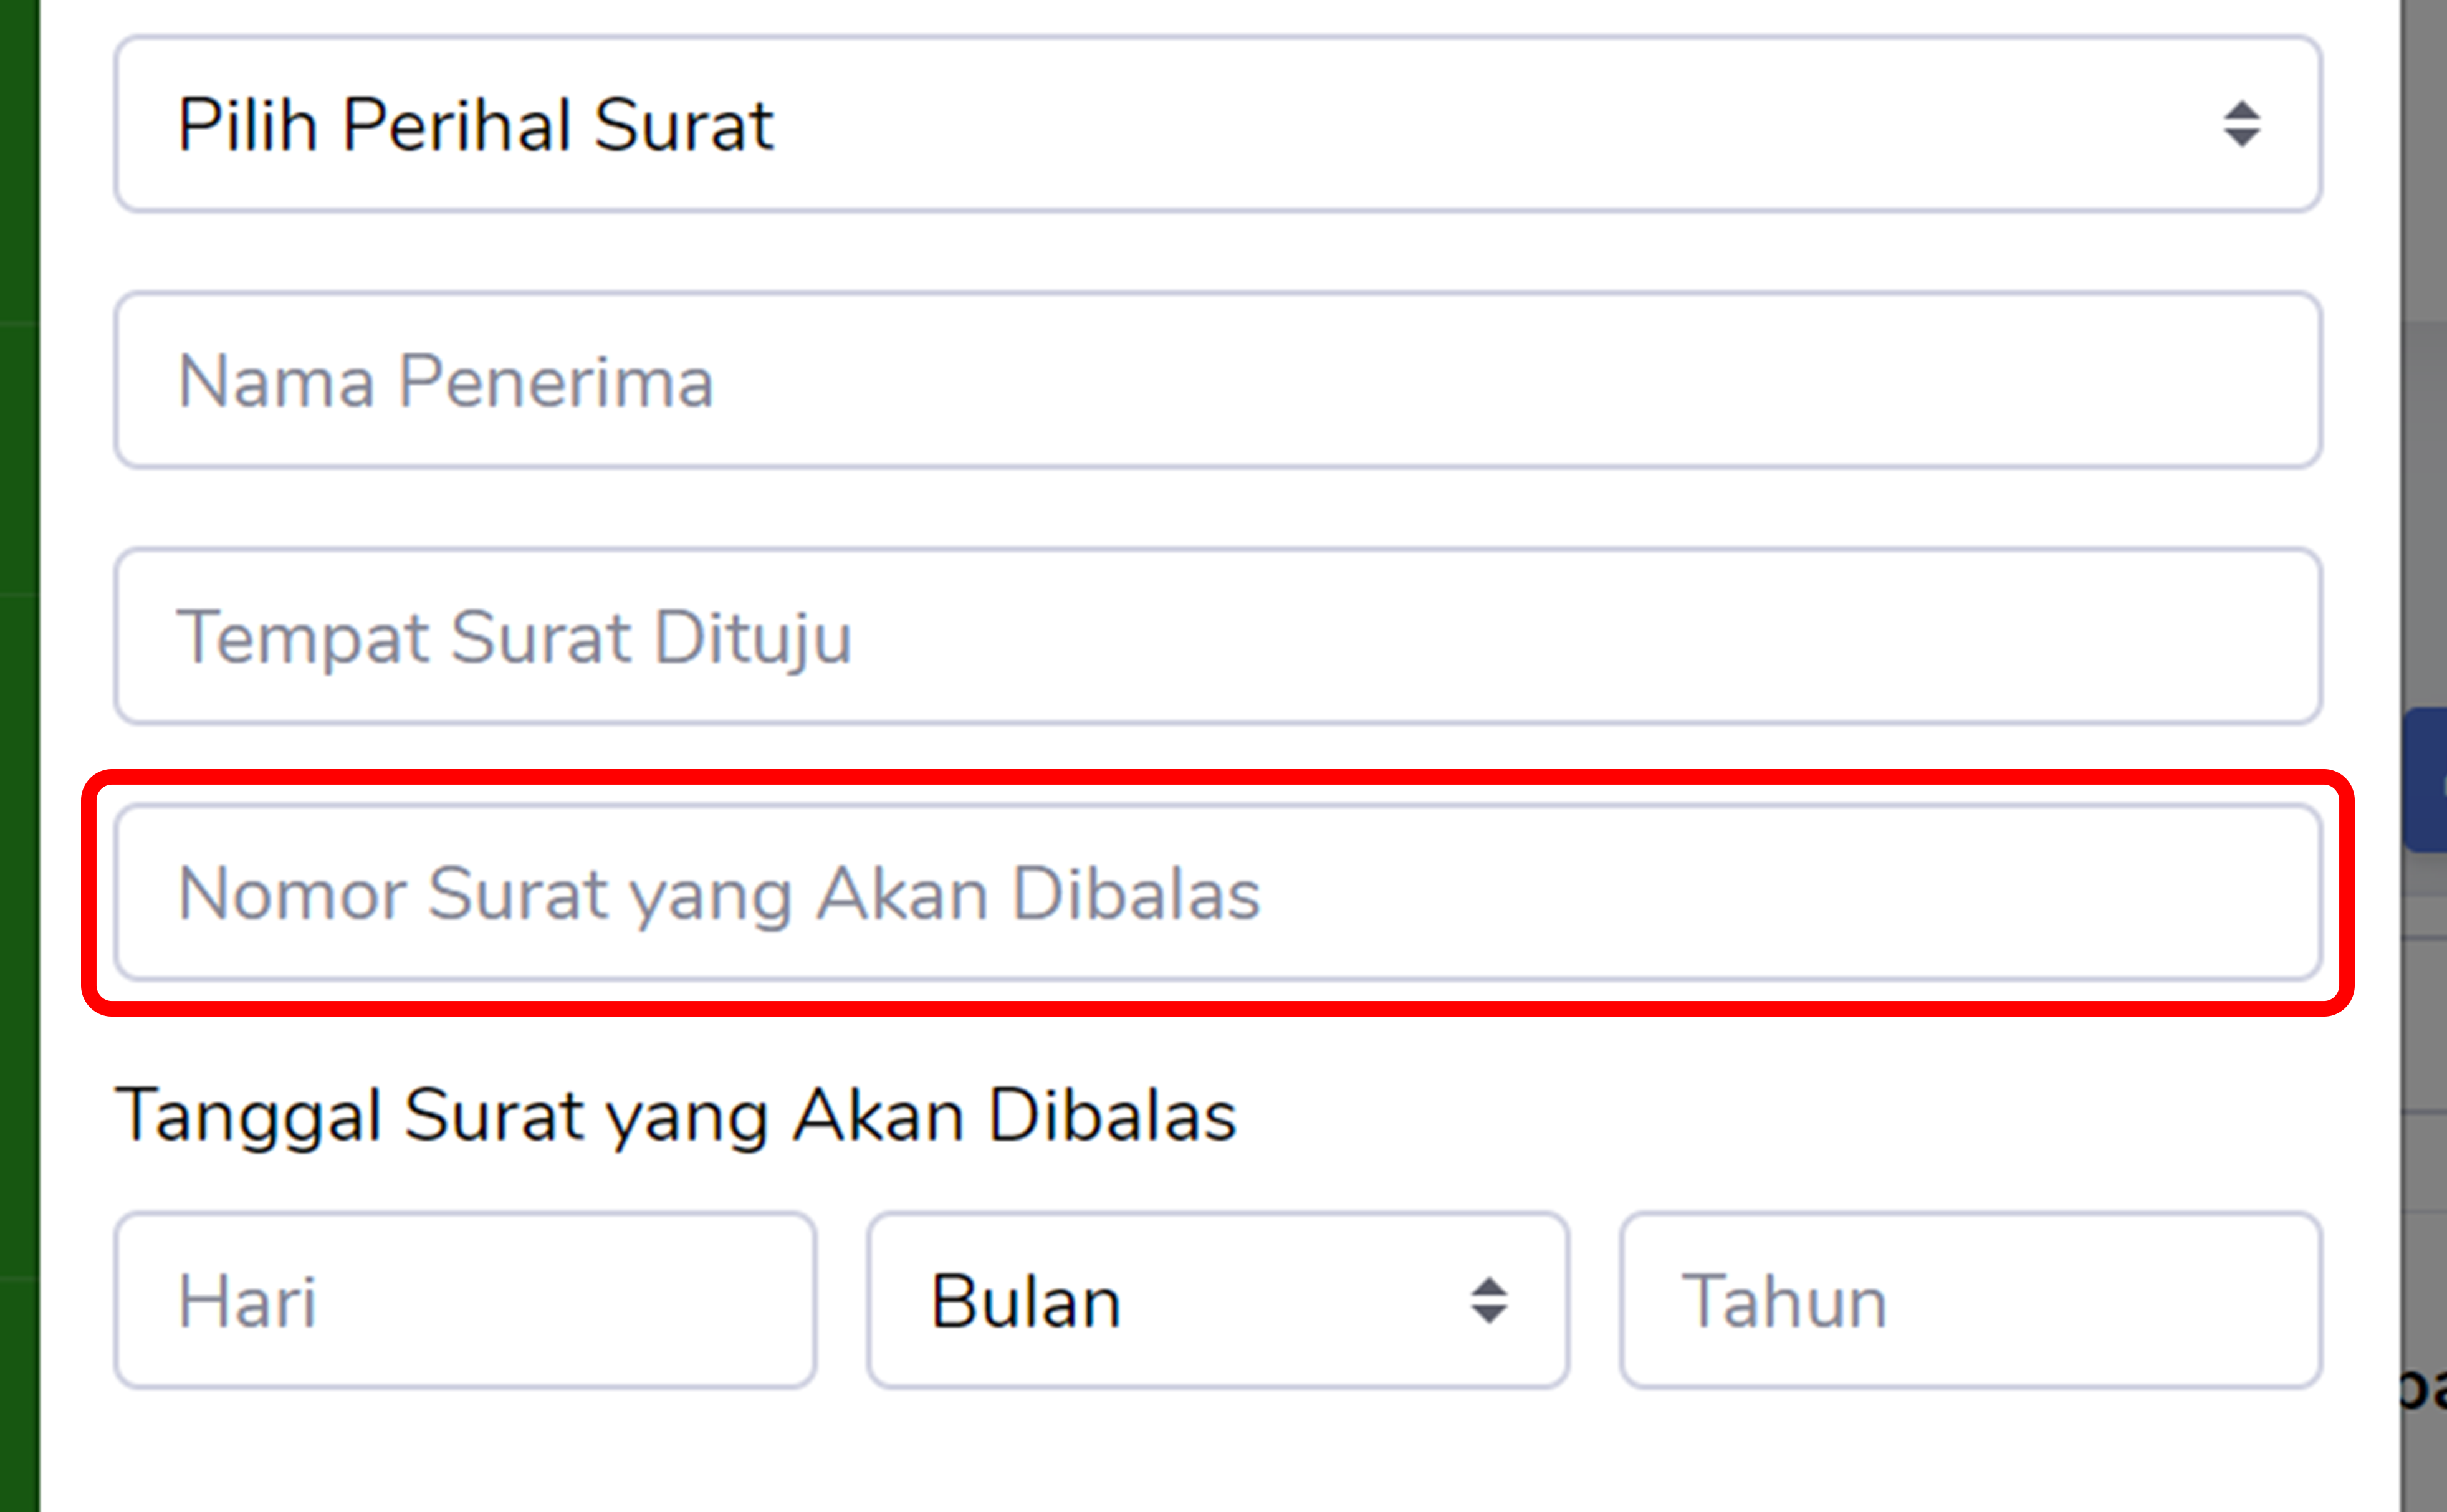 Pilih Perihal Surat
Nama Penerima
Tempat Surat Dituju
Nomor Surat yang Akan Dibalas
Tanggal Surat yang Akan Dibalas
Hari Bulan Tahun